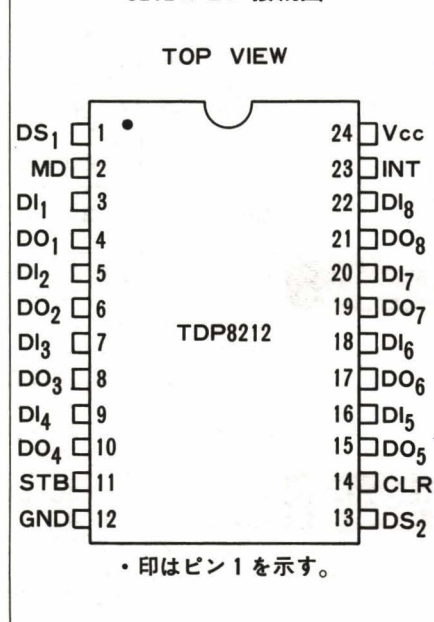 TOP VIEW
DS₁ 1 24 Vcc
MD 2 23 INT
DI₁ 3 22 DI₈
DO₁ 4 21 DO₈
DI₂ 5 20 DI₇
DO₂ 6 19 DO₇
DI₃ 7 TDP8212 18 DI₆
DO₃ 8 17 DO₆
DI₄ 9 16 DI₅
DO₄ 10 15 DO₅
STB 11 14 CLR
GND 12 13 DS₂
・印はピン1を示す。